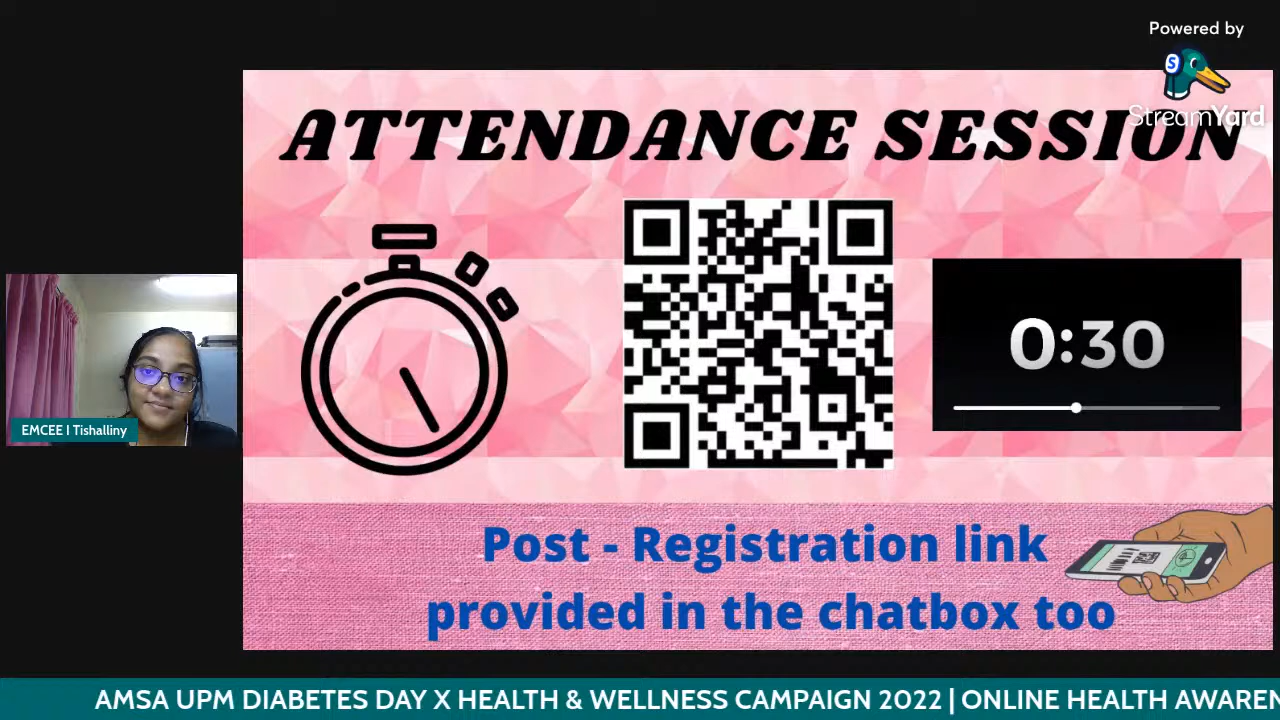 Powered by
StreamYard
ATTENDANCE SESSION
0:30
EMCEE I Tishalliny
Post - Registration link
provided in the chatbox too
AMSA UPM DIABETES DAY X HEALTH & WELLNESS CAMPAIGN 2022 | ONLINE HEALTH AWAREN